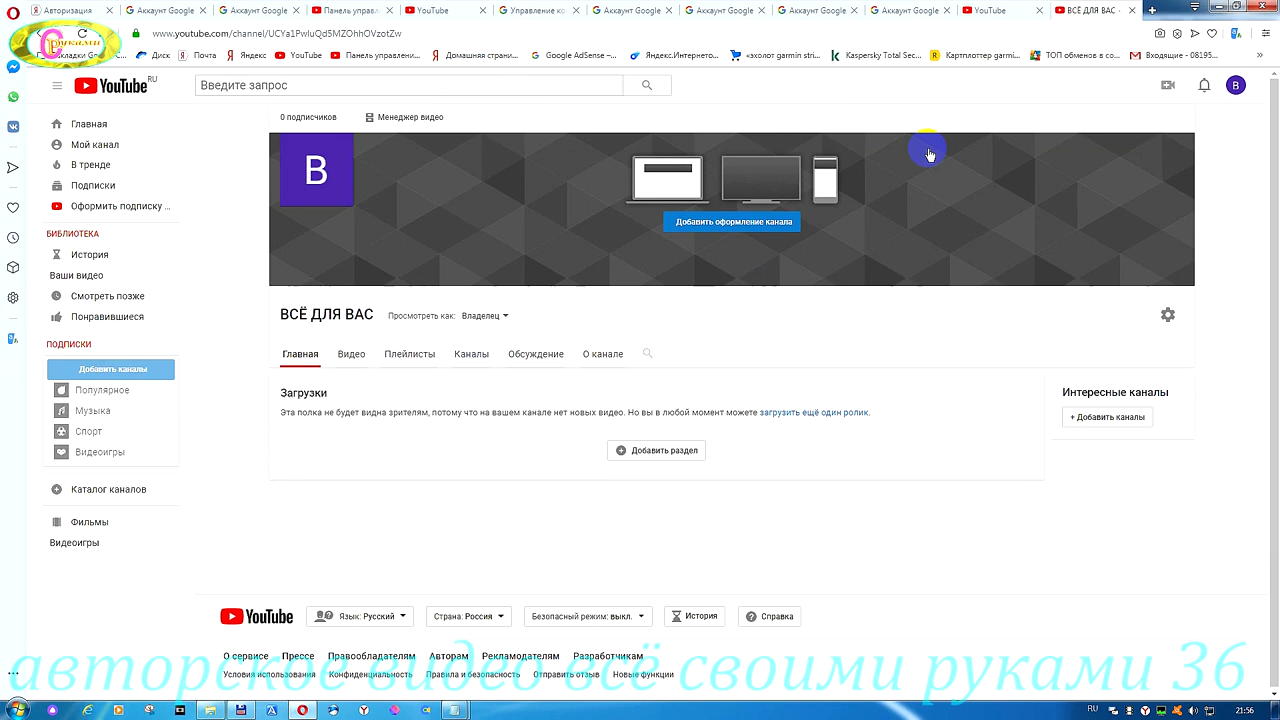 Авторизация
Аккаунт Google
Аккаунт Google
Панель управл
YouTube
Управление ко
Аккаунт Google
Аккаунт Google
Аккаунт Google
Аккаунт Google
YouTube
ВСЁ ДЛЯ ВАС -
www.youtube.com/channel/UCYa1PwIuQd5MZOhhOVzotZw
Диск
Почта
Яндекс
YouTube
Панель управлени...
Домашняя страни...
Google AdSense –...
Яндекс.Интернето...
«эхолот garmin stri...
Kaspersky Total Sec...
Картплоттер garmi...
ТОП обменов со в...
Входящие - 08195...
YouTube RU
Введите запрос
B
0 подписчиков
Менеджер видео
Главная
Мой канал
В тренде
Подписки
Оформить подписку ...
БИБЛИОТЕКА
История
Ваши видео
Смотреть позже
Понравившиеся
ПОДПИСКИ
Добавить каналы
Популярное
Музыка
Спорт
Видеоигры
Каталог каналов
Фильмы
Видеоигры
В
Добавить оформление канала
ВСЁ ДЛЯ ВАС
Просмотреть как: Владелец
Главная
Видео
Плейлисты
Каналы
Обсуждение
О канале
Загрузки
Эта полка не будет видна зрителям, потому что на вашем канале нет новых видео. Но вы в любой момент можете загрузить ещё один ролик.
Добавить раздел
Интересные каналы
+ Добавить каналы
YouTube
Язык: Русский
Страна: Россия
Безопасный режим: выкл.
История
Справка
О сервисе
Прессе
Правообладателям
Авторам
Рекламодателям
Разработчикам
Условия использования
Конфиденциальность
Правила и безопасность
Отправить отзыв
Новые функции
авторское видео всё своими руками 36
RU
21:56